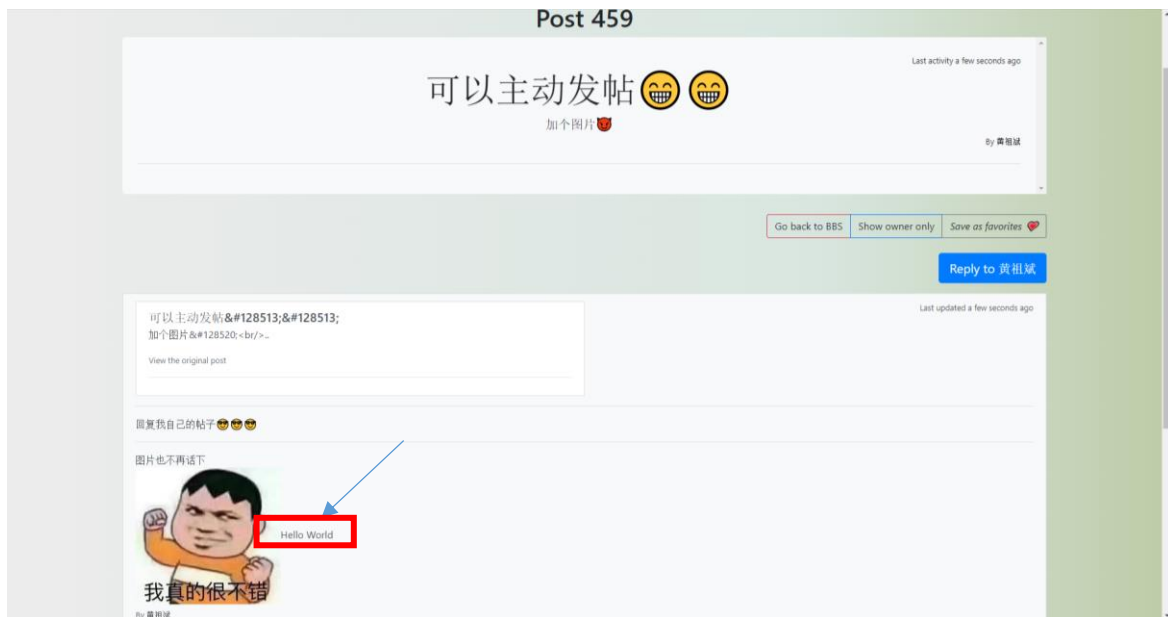 Post 459
Last activity a few seconds ago
可以主动发帖😁😁
加个图片😈
By 黄祖斌
Go back to BBS
Show owner only
Save as favorites 💝
Reply to 黄祖斌
可以主动发帖&#128513;&#128513;
Last updated a few seconds ago
加个图片&#128520;<br/>..
View the original post
回复我自己的帖子😎😎😎
图片也不再话下
Hello World
我真的很不错
By 黄祖斌